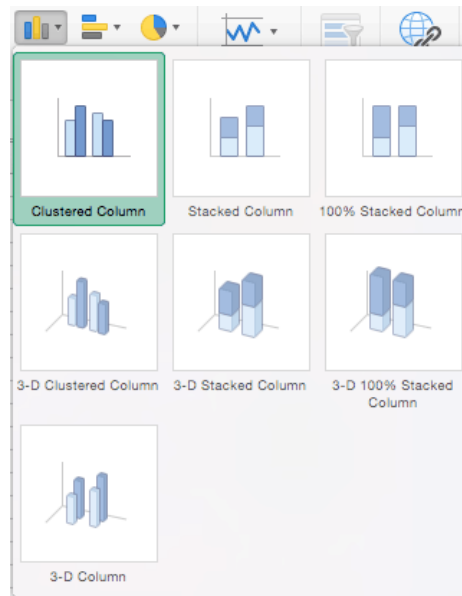 Clustered Column
Stacked Column
100% Stacked Column
3-D Clustered Column
3-D Stacked Column
3-D 100% Stacked
Column
3-D Column